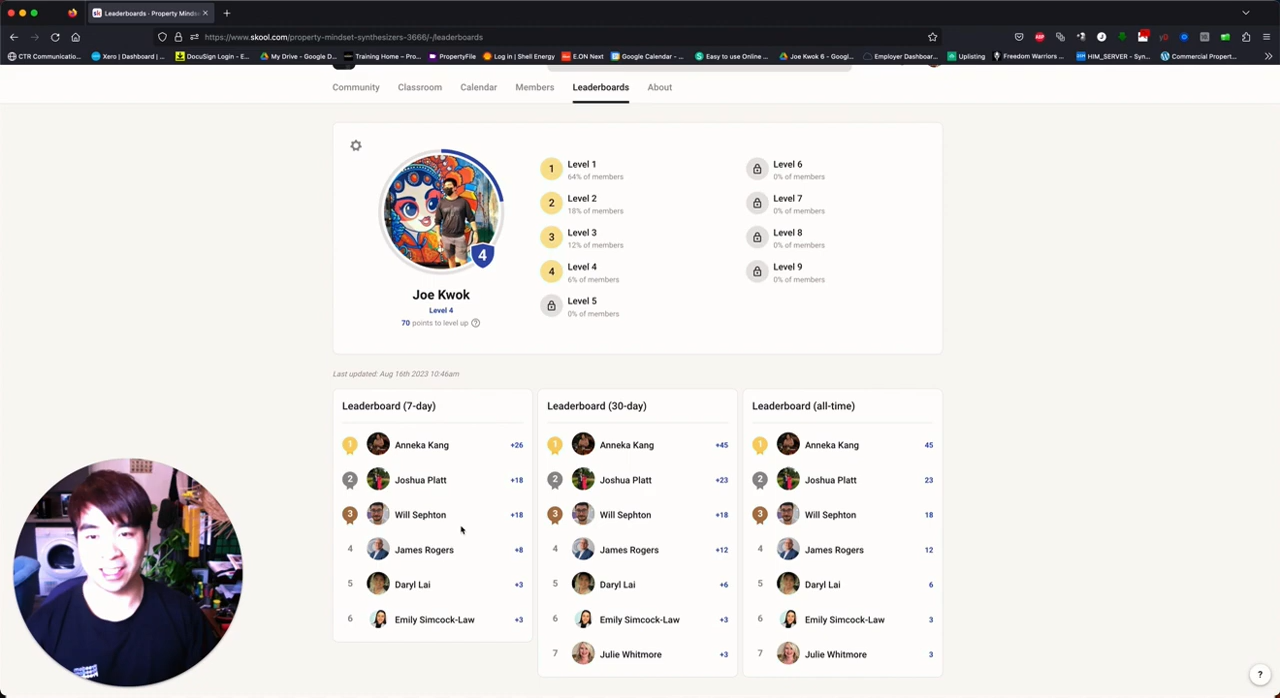 Leaderboards - Property Mindse
https://www.skool.com/property-mindset-synthesizers-3666/-/leaderboards
CTR Communicatio... Xero | Dashboard | ... DocuSign Login - E... My Drive - Google D... Training Home – Pro... PropertyFile Log in | Shell Energy E.ON Next Google Calendar - ... Easy to use Online ... Joe Kwok 6 - Googl... Employer Dashboar... Uplisting Freedom Warriors ... HIM_SERVER – Syn... Commercial Propert...
Community Classroom Calendar Members Leaderboards About
4
Joe Kwok
Level 4
70 points to level up
1 Level 1
64% of members
2 Level 2
18% of members
3 Level 3
12% of members
4 Level 4
6% of members
Level 5
0% of members
Level 6
0% of members
Level 7
0% of members
Level 8
0% of members
Level 9
0% of members
Last updated: Aug 16th 2023 10:46am
Leaderboard (7-day)
1 Anneka Kang +26
2 Joshua Platt +18
3 Will Sephton +18
4 James Rogers +8
5 Daryl Lai +3
6 Emily Simcock-Law +3
Leaderboard (30-day)
1 Anneka Kang +45
2 Joshua Platt +23
3 Will Sephton +18
4 James Rogers +12
5 Daryl Lai +6
6 Emily Simcock-Law +3
7 Julie Whitmore +3
Leaderboard (all-time)
1 Anneka Kang 45
2 Joshua Platt 23
3 Will Sephton 18
4 James Rogers 12
5 Daryl Lai 6
6 Emily Simcock-Law 3
7 Julie Whitmore 3
?